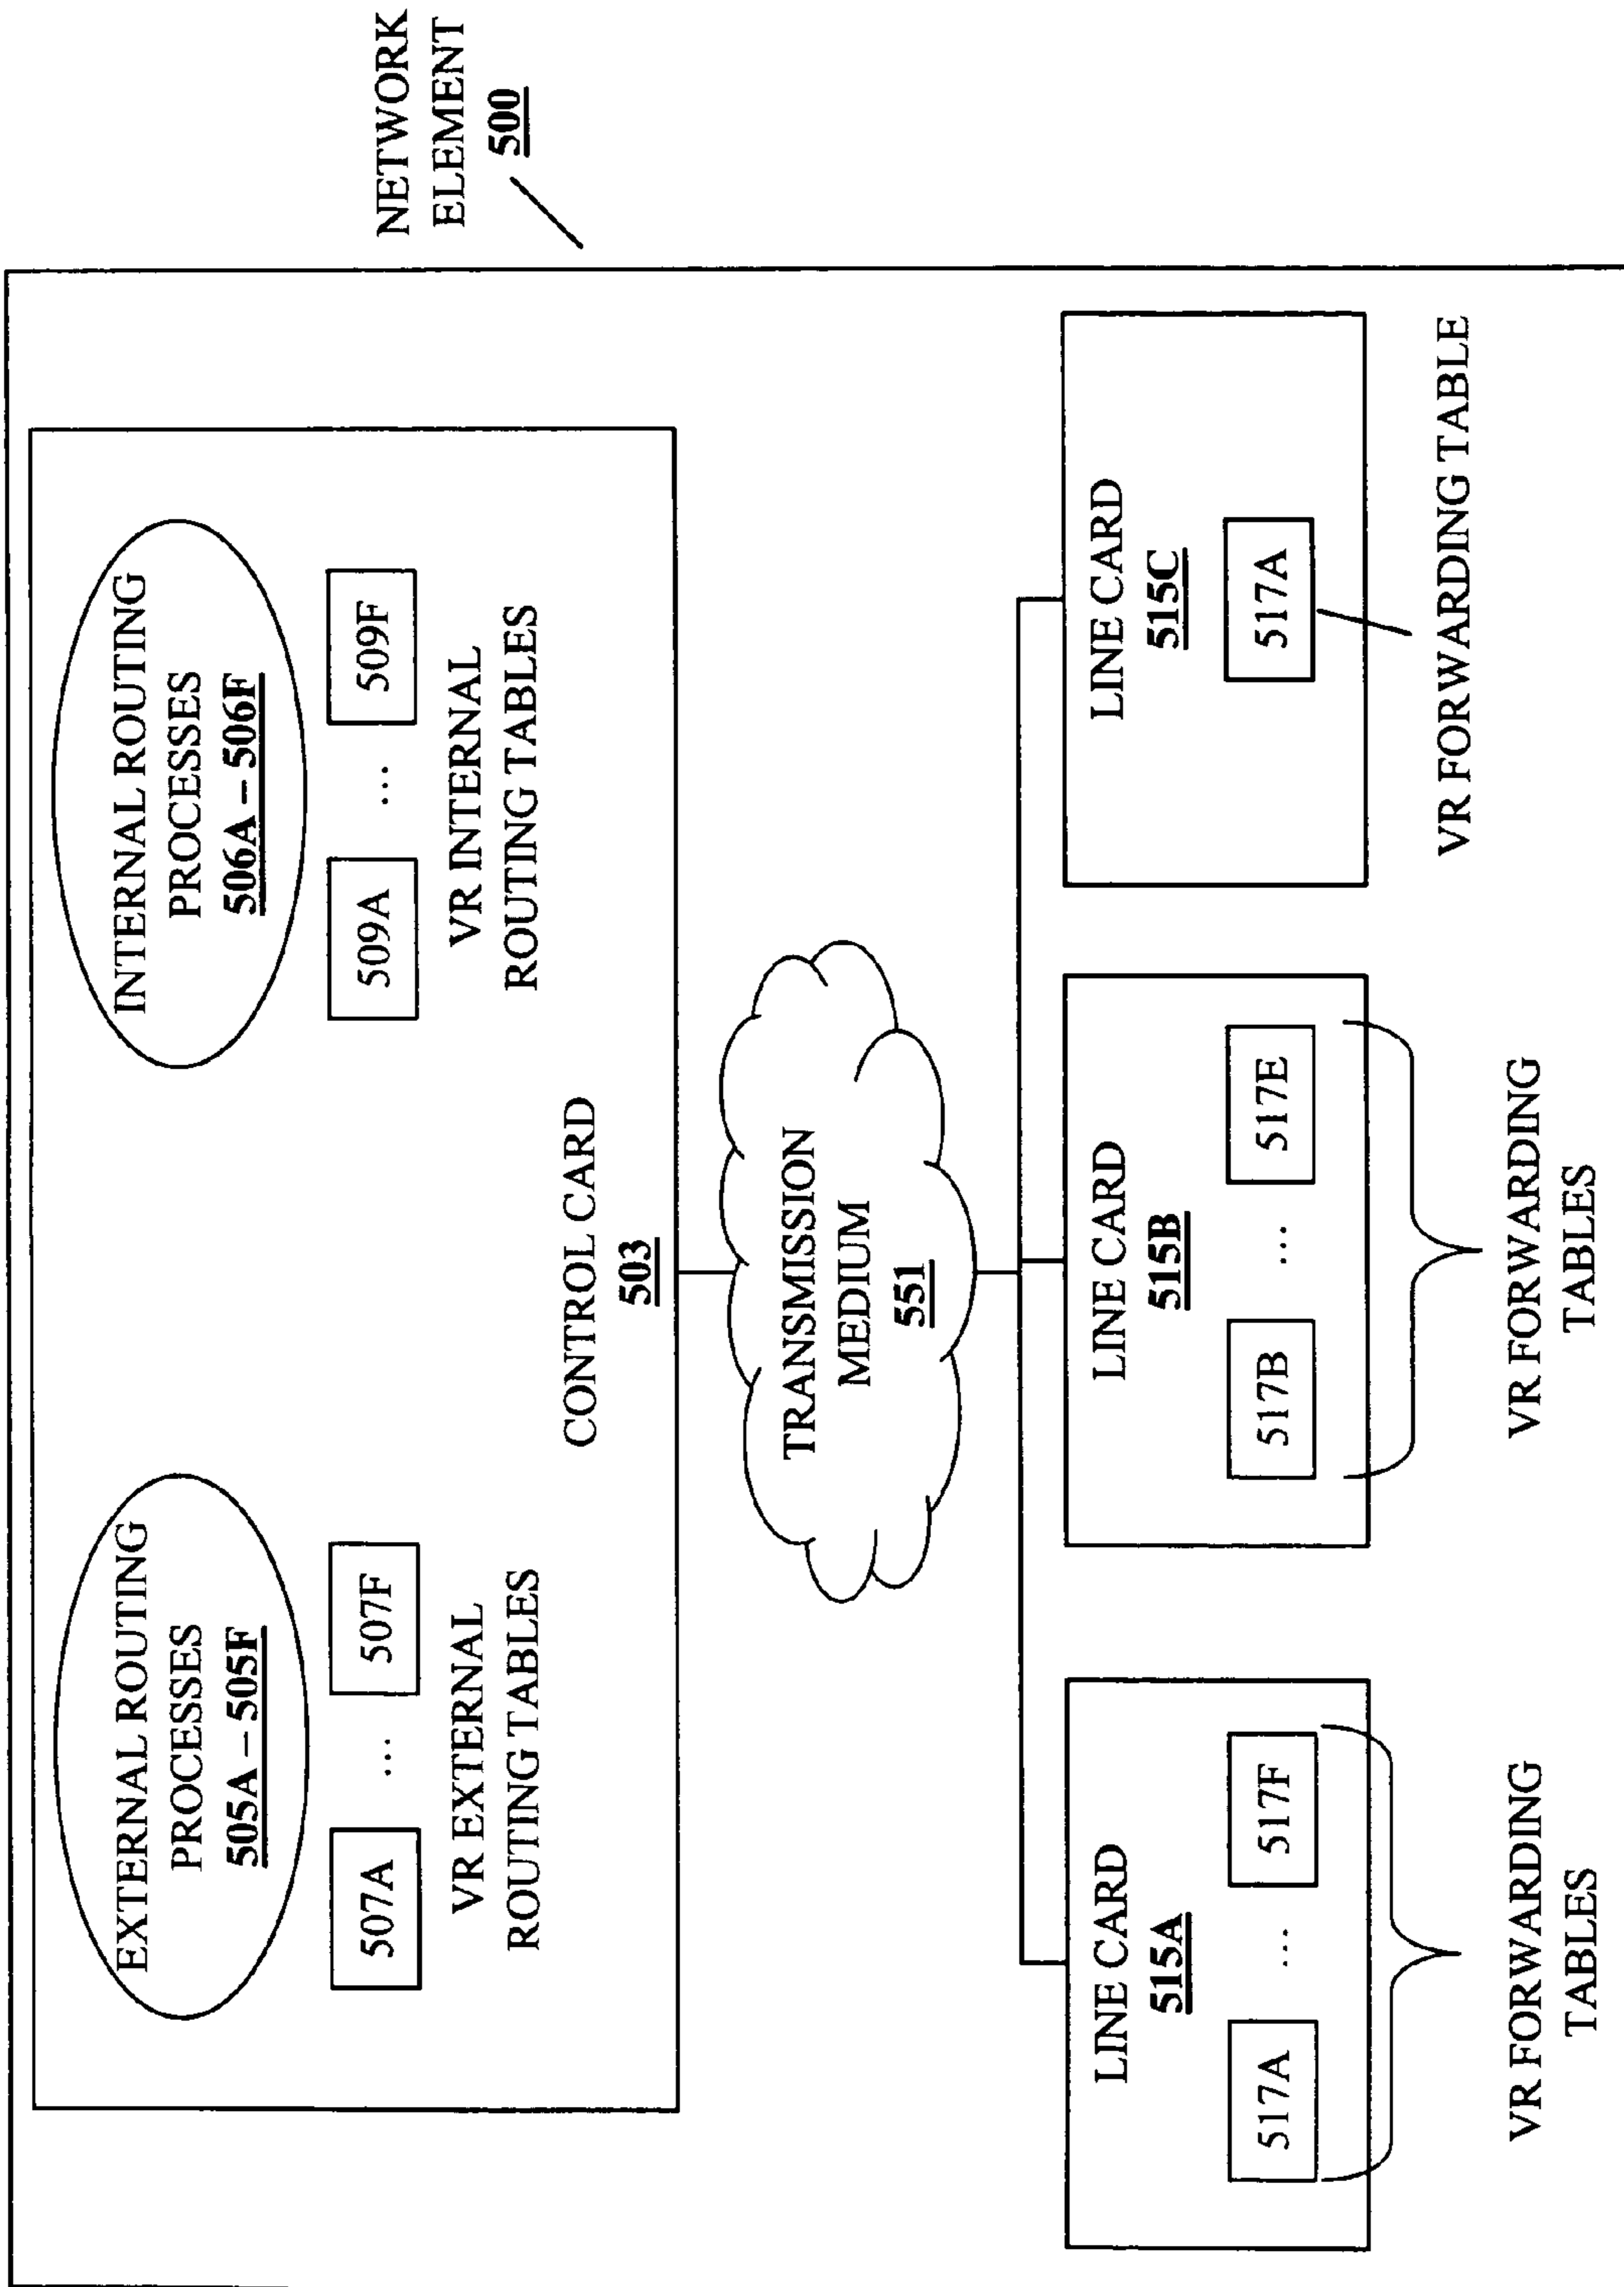 NETWORK
ELEMENT
500
EXTERNAL ROUTING
PROCESSES
505A – 505F
507A
...
507F
VR EXTERNAL
ROUTING TABLES
INTERNAL ROUTING
PROCESSES
506A – 506F
509A
...
509F
VR INTERNAL
ROUTING TABLES
CONTROL CARD
503
TRANSMISSION
MEDIUM
551
LINE CARD
515A
517A
...
517F
VR FORWARDING
TABLES
LINE CARD
515B
517B
...
517E
VR FORWARDING
TABLES
LINE CARD
515C
517A
VR FORWARDING TABLE